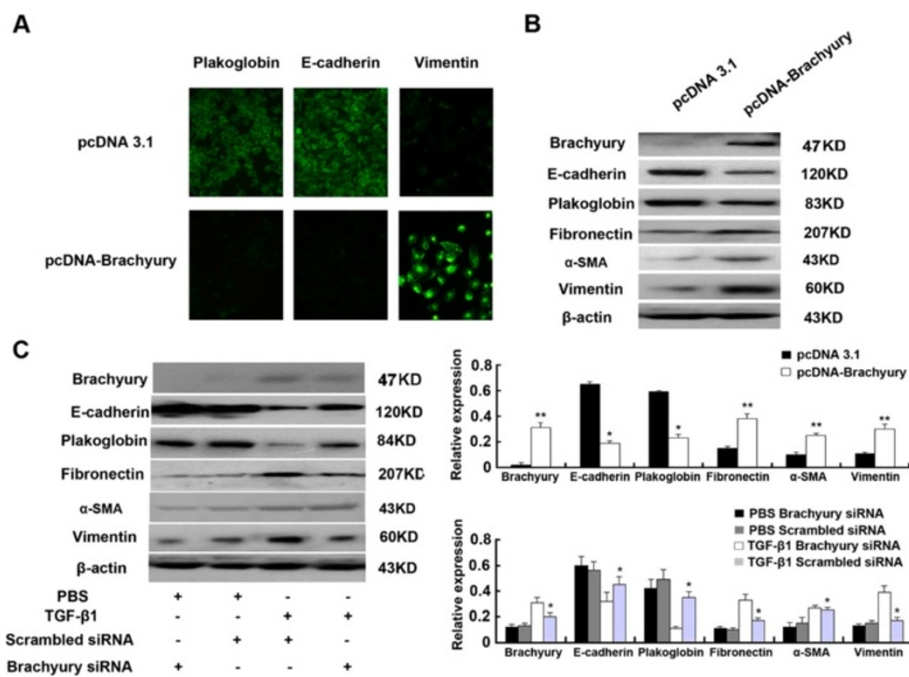 A
Plakoglobin E-cadherin Vimentin
pcDNA 3.1
pcDNA-Brachyury
B
pcDNA 3.1 pcDNA-Brachyury
Brachyury 47KD
E-cadherin 120KD
Plakoglobin 83KD
Fibronectin 207KD
α-SMA 43KD
Vimentin 60KD
β-actin 43KD
C
Brachyury 47KD
E-cadherin 120KD
Plakoglobin 84KD
Fibronectin 207KD
α-SMA 43KD
Vimentin 60KD
β-actin 43KD
PBS + + - -
TGF-β1 - - + +
Scrambled siRNA - + + -
Brachyury siRNA + - - +
Relative expression
0.8
0.6
0.4
0.2
0
pcDNA 3.1
pcDNA-Brachyury
** * * ** ** **
Brachyury E-cadherin Plakoglobin Fibronectin α-SMA Vimentin
Relative expression
0.8
0.6
0.4
0.2
0
PBS Brachyury siRNA
PBS Scrambled siRNA
TGF-β1 Brachyury siRNA
TGF-β1 Scrambled siRNA
* * * * * *
Brachyury E-cadherin Plakoglobin Fibronectin α-SMA Vimentin